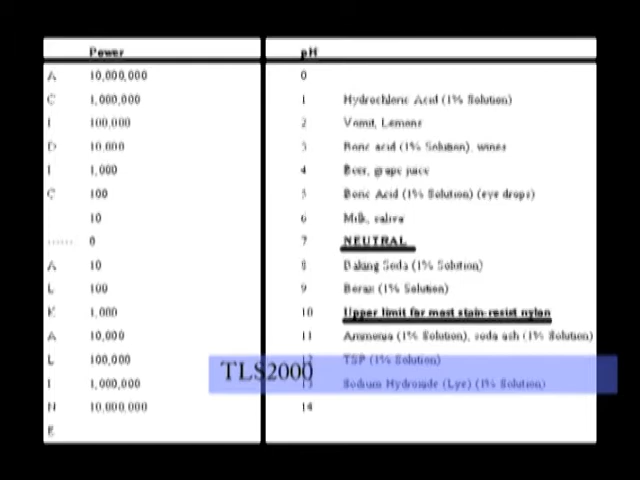 Power pH
A 10,000,000 0
C 1,000,000 1 Hydrochloric Acid (1% Solution)
I 100,000 2 Vomit, Lemons
D 10,000 3 acid (1% Solution), wines
I 1,000 4 Beer, grape juice
C 100 5 Boric Acid (1% Solution) (eye drops)
10 6 Milk, saliva
...... 0 7 NEUTRAL
A 10 8 Baking Soda (1% Solution)
L 100 9 Borax (1% Solution)
K 1,000 10 Upper limit for most stain-resist nylon
A 10,000 11 Ammonia (1% Solution), soda ash (1% Solution)
L 100,000 12 TSP (1% Solution)
TLS2000
I 1,000,000 13 Sodium Hydroxide (Lye) (1% Solution)
N 10,000,000 14
E